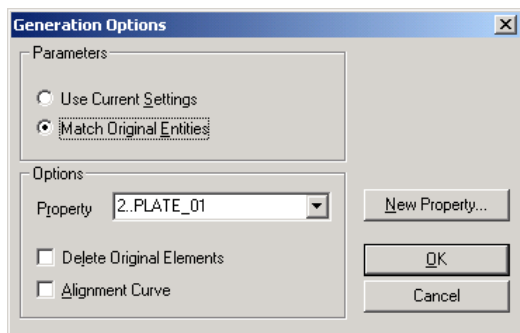 Generation Options
Parameters
Use Current Settings
Match Original Entities
Options
Property 2..PLATE_01
New Property...
Delete Original Elements
OK
Alignment Curve
Cancel